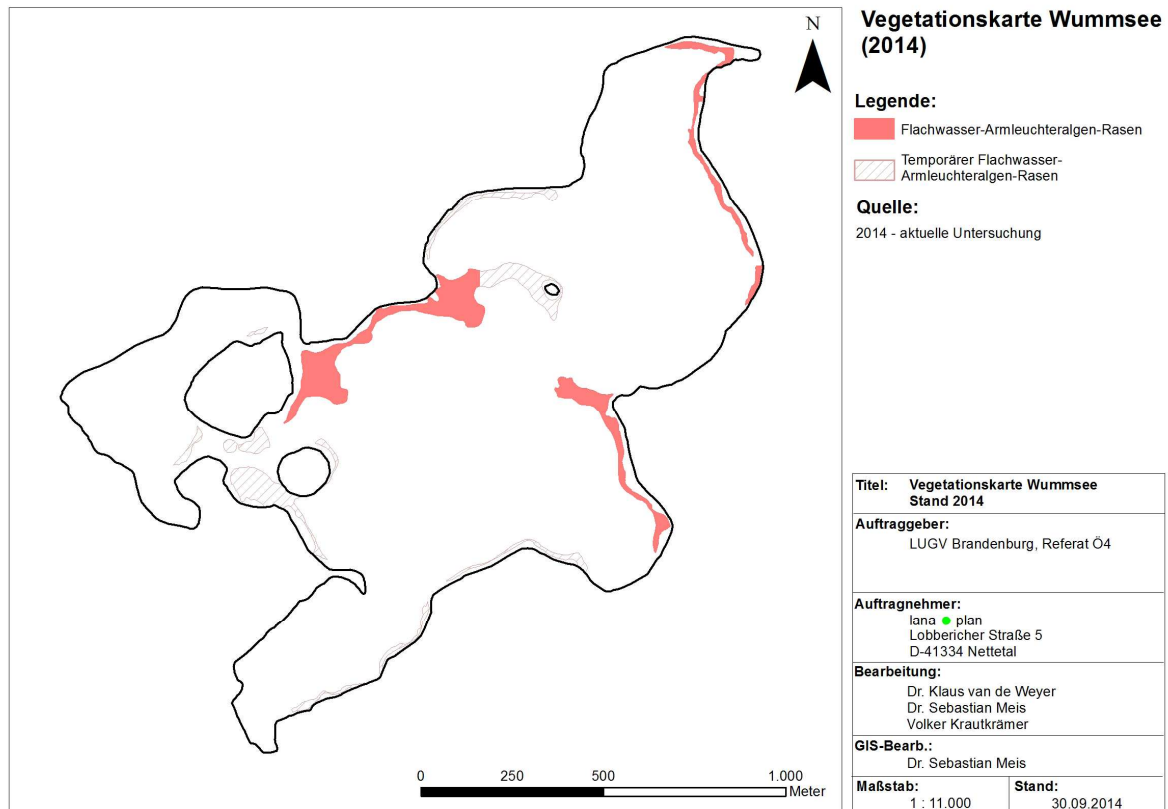 N
Vegetationskarte Wummsee
(2014)
Legende:
Flachwasser-Armleuchteralgen-Rasen
Temporärer Flachwasser-
Armleuchteralgen-Rasen
Quelle:
2014 - aktuelle Untersuchung
0 250 500 1.000
Meter
Titel: Vegetationskarte Wummsee
Stand 2014
Auftraggeber:
LUGV Brandenburg, Referat Ö4
Auftragnehmer:
lana plan
Lobbericher Straße 5
D-41334 Nettetal
Bearbeitung:
Dr. Klaus van de Weyer
Dr. Sebastian Meis
Volker Krautkrämer
GIS-Bearb.:
Dr. Sebastian Meis
Maßstab: Stand:
1 : 11.000 30.09.2014